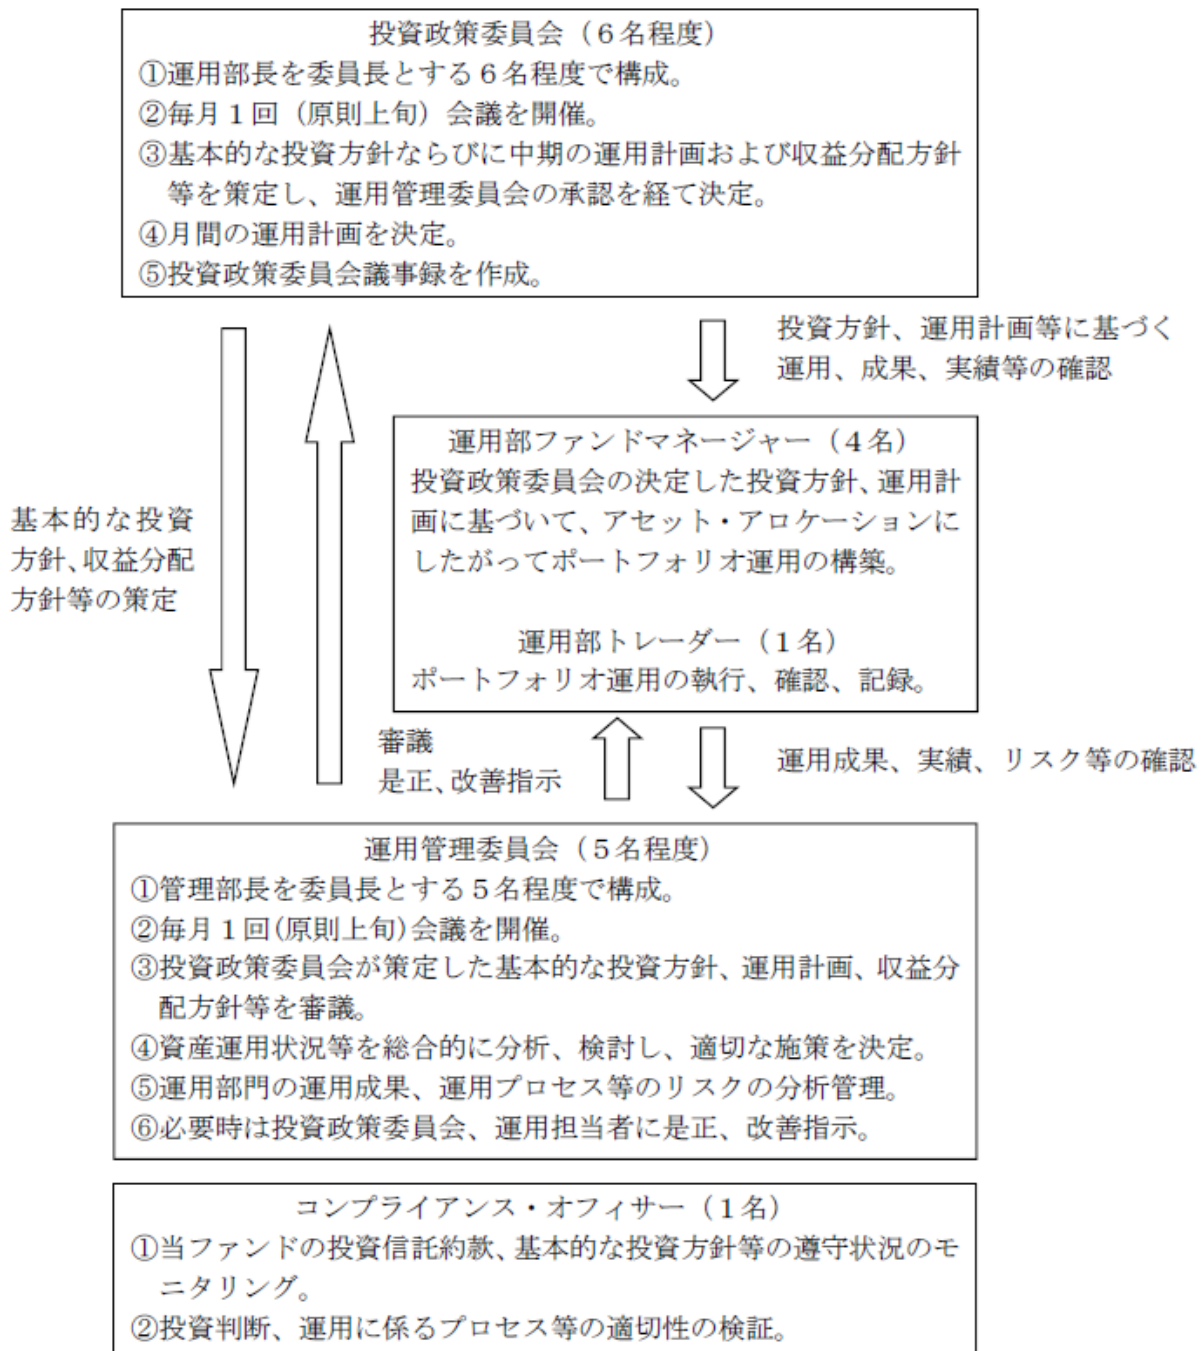 投資政策委員会（６名程度）
①運用部長を委員長とする６名程度で構成。
②毎月１回（原則上旬）会議を開催。
③基本的な投資方針ならびに中期の運用計画および収益分配方針
等を策定し、運用管理委員会の承認を経て決定。
④月間の運用計画を決定。
⑤投資政策委員会議事録を作成。
投資方針、運用計画等に基づく
運用、成果、実績等の確認
基本的な投資
方針、収益分配
方針等の策定
運用部ファンドマネージャー（４名）
投資政策委員会の決定した投資方針、運用計
画に基づいて、アセット・アロケーションに
したがってポートフォリオ運用の構築。
運用部トレーダー（１名）
ポートフォリオ運用の執行、確認、記録。
審議
是正、改善指示
運用成果、実績、リスク等の確認
運用管理委員会（５名程度）
①管理部長を委員長とする５名程度で構成。
②毎月１回(原則上旬)会議を開催。
③投資政策委員会が策定した基本的な投資方針、運用計画、収益分
配方針等を審議。
④資産運用状況等を総合的に分析、検討し、適切な施策を決定。
⑤運用部門の運用成果、運用プロセス等のリスクの分析管理。
⑥必要時は投資政策委員会、運用担当者に是正、改善指示。
コンプライアンス・オフィサー（１名）
①当ファンドの投資信託約款、基本的な投資方針等の遵守状況のモ
ニタリング。
②投資判断、運用に係るプロセス等の適切性の検証。